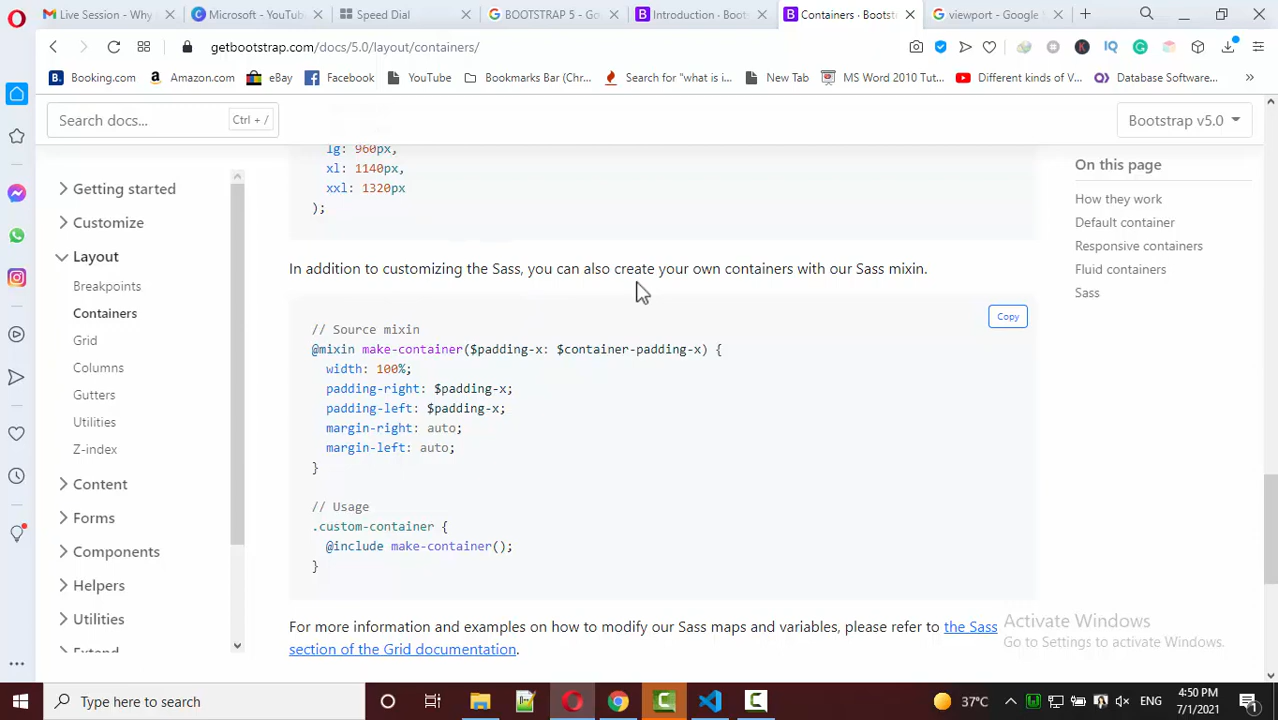 Live Session - Why
Microsoft - YouTub
Speed Dial
BOOTSTRAP 5 - Go
Introduction · Boots
Containers · Bootst
viewport - Google
getbootstrap.com/docs/5.0/layout/containers/
Booking.com
Amazon.com
eBay
Facebook
YouTube
Bookmarks Bar (Chr...
Search for "what is i...
New Tab
MS Word 2010 Tut...
Different kinds of V...
Database Software...
Search docs...
Ctrl + /
Bootstrap v5.0
Getting started
Customize
Layout
Breakpoints
Containers
Grid
Columns
Gutters
Utilities
Z-index
Content
Forms
Components
Helpers
Utilities
Extend
lg: 960px,
xl: 1140px,
xxl: 1320px
);
In addition to customizing the Sass, you can also create your own containers with our Sass mixin.
Copy
// Source mixin
@mixin make-container($padding-x: $container-padding-x) {
width: 100%;
padding-right: $padding-x;
padding-left: $padding-x;
margin-right: auto;
margin-left: auto;
}
// Usage
.custom-container {
@include make-container();
}
For more information and examples on how to modify our Sass maps and variables, please refer to the Sass
section of the Grid documentation.
On this page
How they work
Default container
Responsive containers
Fluid containers
Sass
Activate Windows
Go to Settings to activate Windows.
Type here to search
37°C
ENG
4:50 PM
7/1/2021